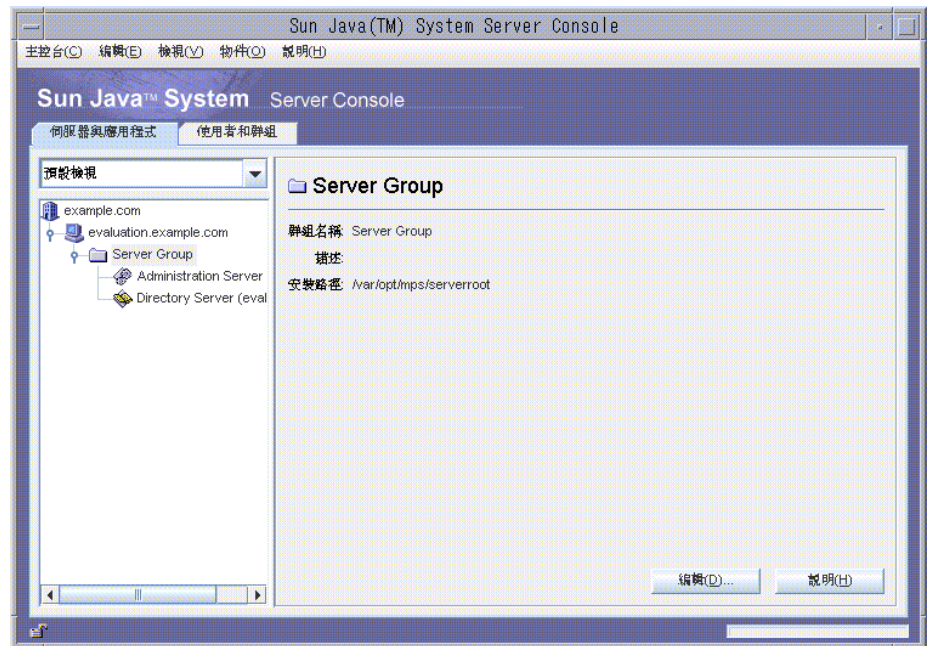 Sun Java(TM) System Server Console
主控台(C) 編輯(E) 檢視(V) 物件(O) 說明(H)
Sun Java™ System Server Console
伺服器與應用程式 使用者和群組
預設檢視
example.com
evaluation.example.com
Server Group
Administration Server
Directory Server (eval
Server Group
群組名稱: Server Group
描述:
安裝路徑: /var/opt/mps/serverroot
編輯(D)... 說明(H)